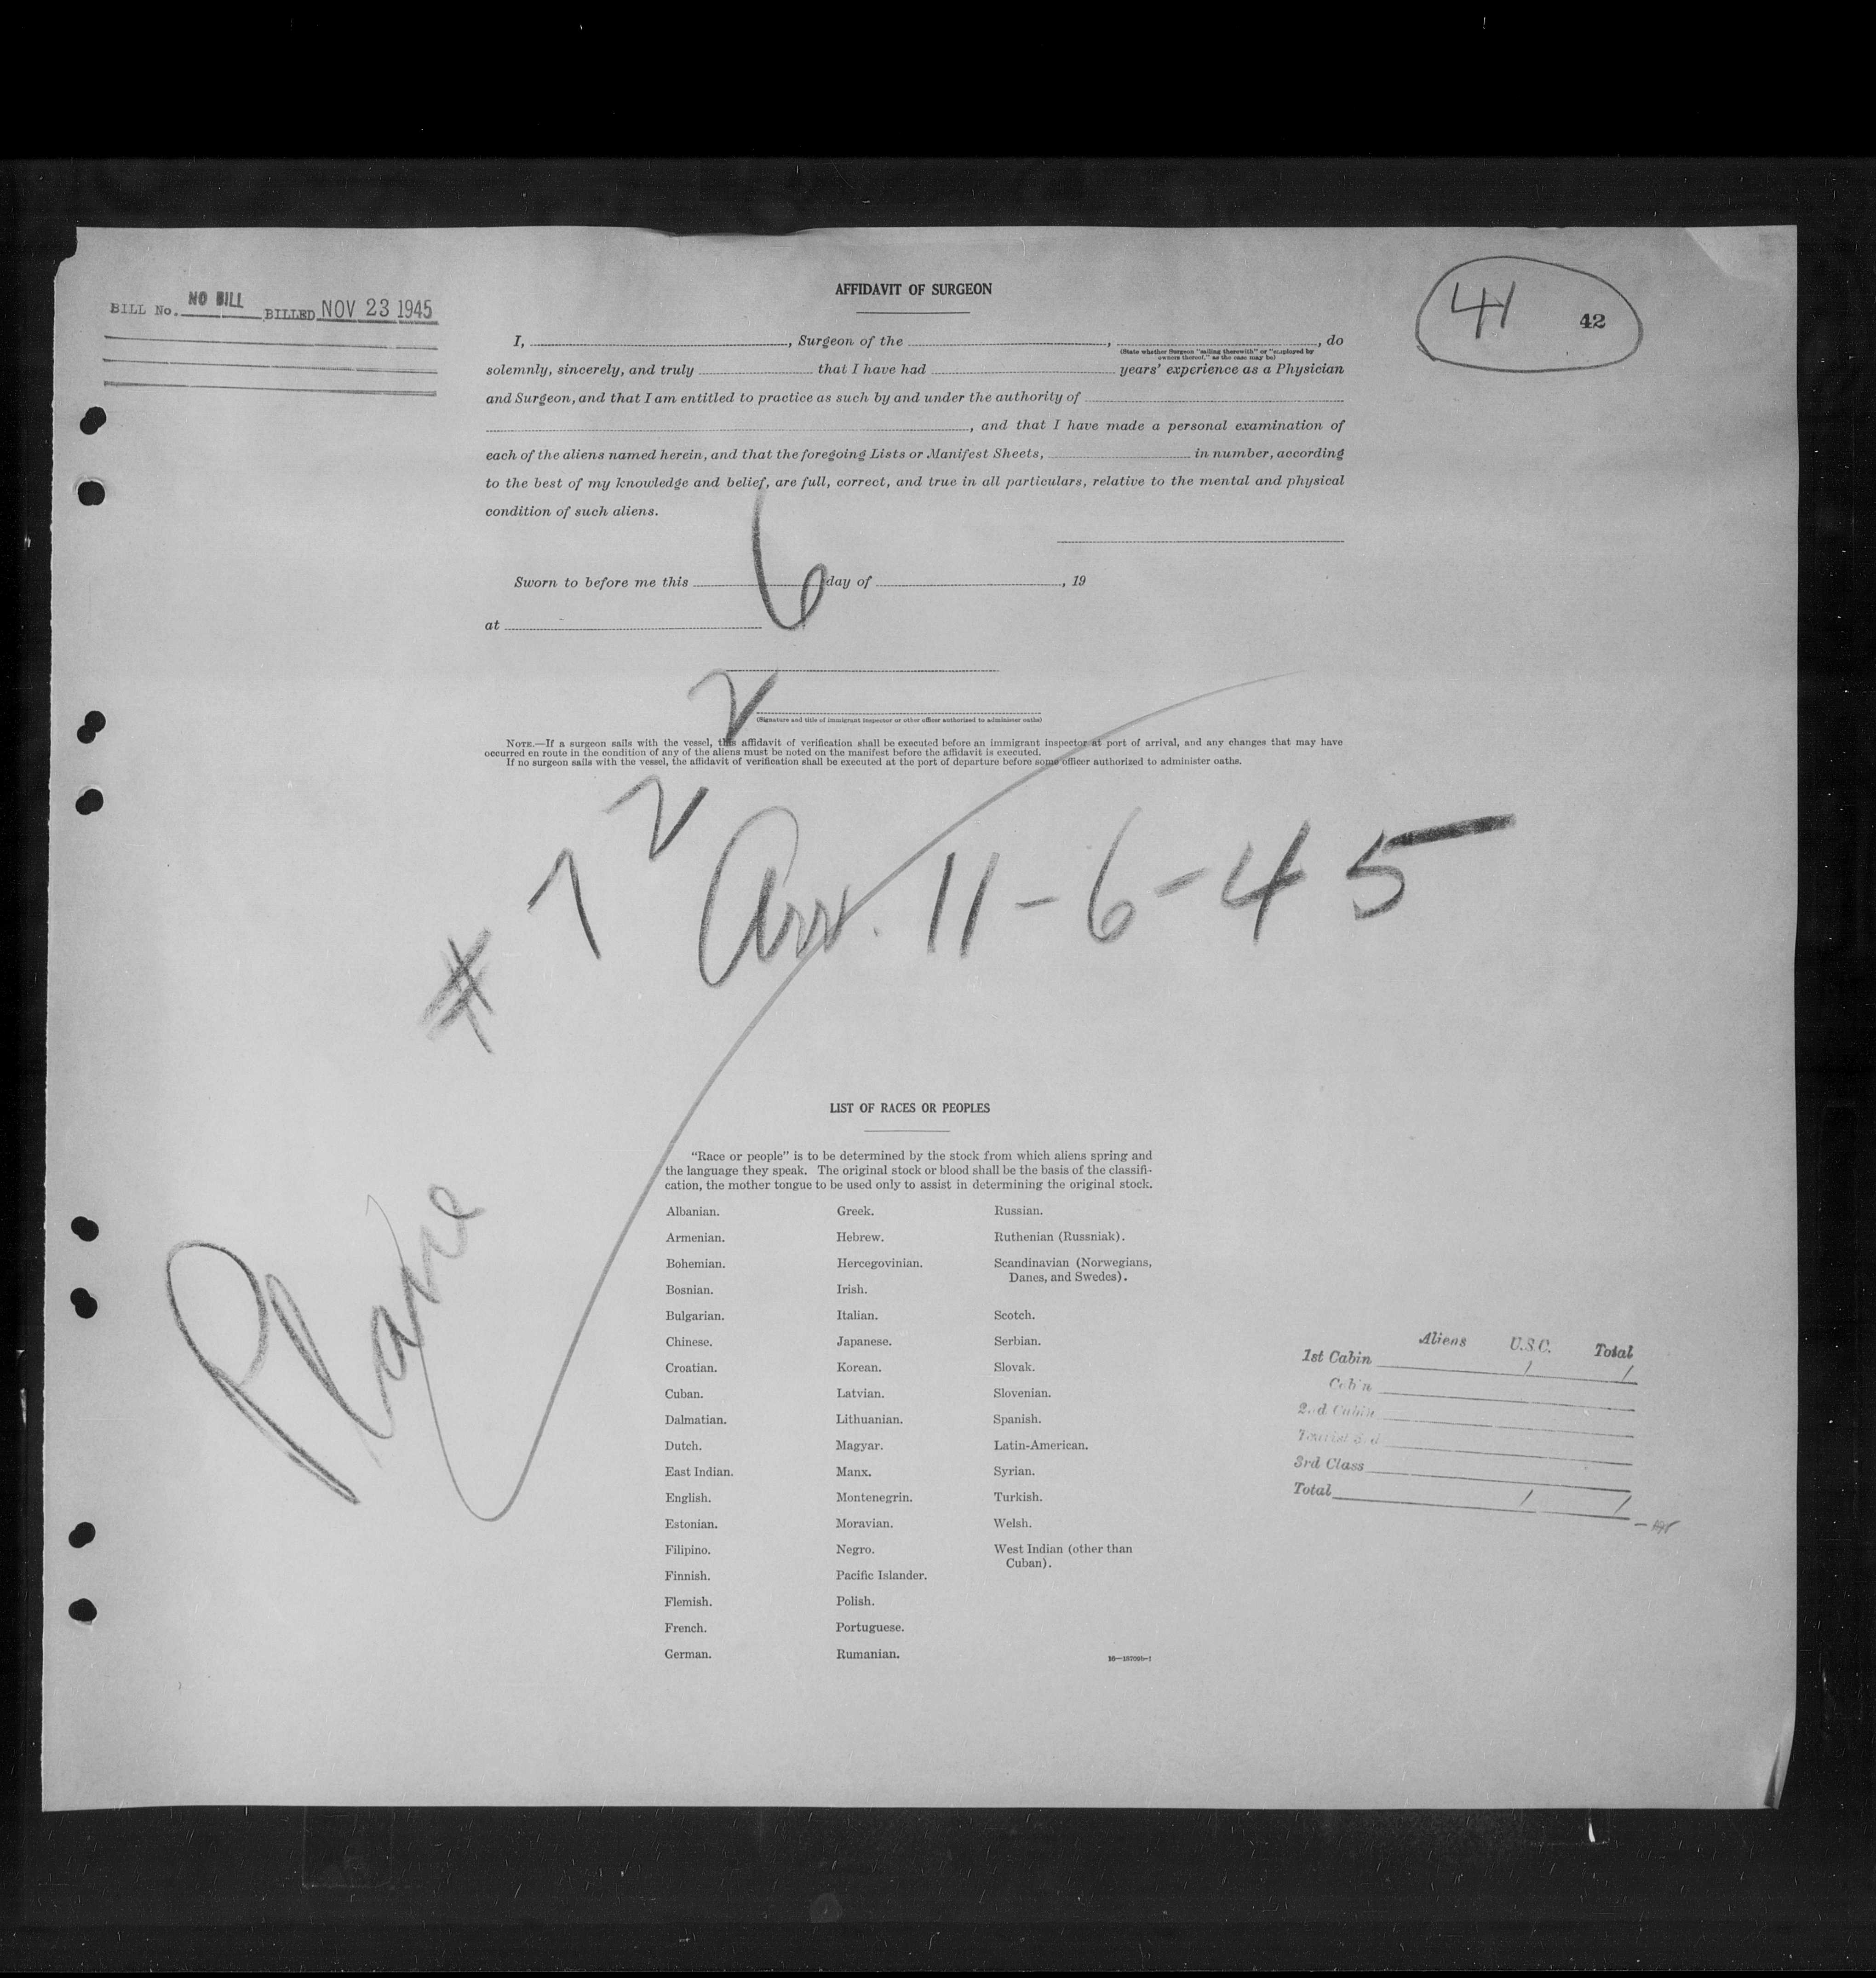 BILL No. NO BILL BILLED NOV 23 1945
41 42
AFFIDAVIT OF SURGEON
I, , Surgeon of the , , do
(State whether Surgeon "sailing therewith" or "employed by
owners thereof," as the case may be)
solemnly, sincerely, and truly that I have had years' experience as a Physician
and Surgeon, and that I am entitled to practice as such by and under the authority of
, and that I have made a personal examination of
each of the aliens named herein, and that the foregoing Lists or Manifest Sheets, in number, according
to the best of my knowledge and belief, are full, correct, and true in all particulars, relative to the mental and physical
condition of such aliens.
Sworn to before me this day of , 19
at
(Signature and title of immigrant inspector or other officer authorized to administer oaths)
NOTE.—If a surgeon sails with the vessel, this affidavit of verification shall be executed before an immigrant inspector at port of arrival, and any changes that may have
occurred en route in the condition of any of the aliens must be noted on the manifest before the affidavit is executed.
If no surgeon sails with the vessel, the affidavit of verification shall be executed at the port of departure before some officer authorized to administer oaths.
Plane # 7 2 2 6
Arr. 11-6-45
LIST OF RACES OR PEOPLES
"Race or people" is to be determined by the stock from which aliens spring and
the language they speak. The original stock or blood shall be the basis of the classifi-
cation, the mother tongue to be used only to assist in determining the original stock.
Albanian.
Armenian.
Bohemian.
Bosnian.
Bulgarian.
Chinese.
Croatian.
Cuban.
Dalmatian.
Dutch.
East Indian.
English.
Estonian.
Filipino.
Finnish.
Flemish.
French.
German.
Greek.
Hebrew.
Hercegovinian.
Irish.
Italian.
Japanese.
Korean.
Latvian.
Lithuanian.
Magyar.
Manx.
Montenegrin.
Moravian.
Negro.
Pacific Islander.
Polish.
Portuguese.
Rumanian.
Russian.
Ruthenian (Russniak).
Scandinavian (Norwegians,
Danes, and Swedes).
Scotch.
Serbian.
Slovak.
Slovenian.
Spanish.
Latin-American.
Syrian.
Turkish.
Welsh.
West Indian (other than
Cuban).
Aliens U.S.C. Total
1st Cabin 1 1
Cabin
2nd Cabin
Tourist 3rd
3rd Class
Total 1 1